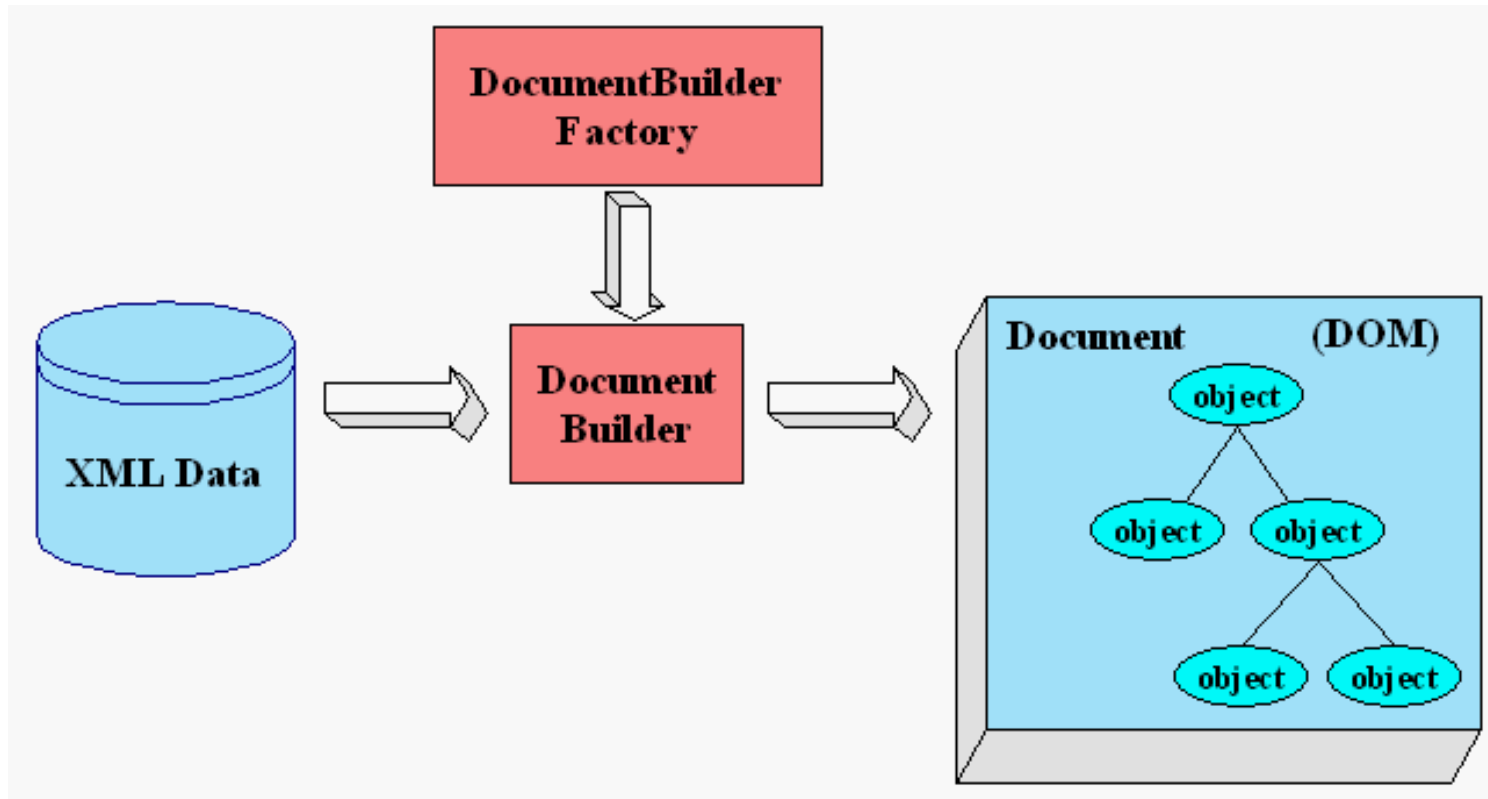 DocumentBuilder
Factory
XML Data
Document
Builder
Document (DOM)
object
object object
object object